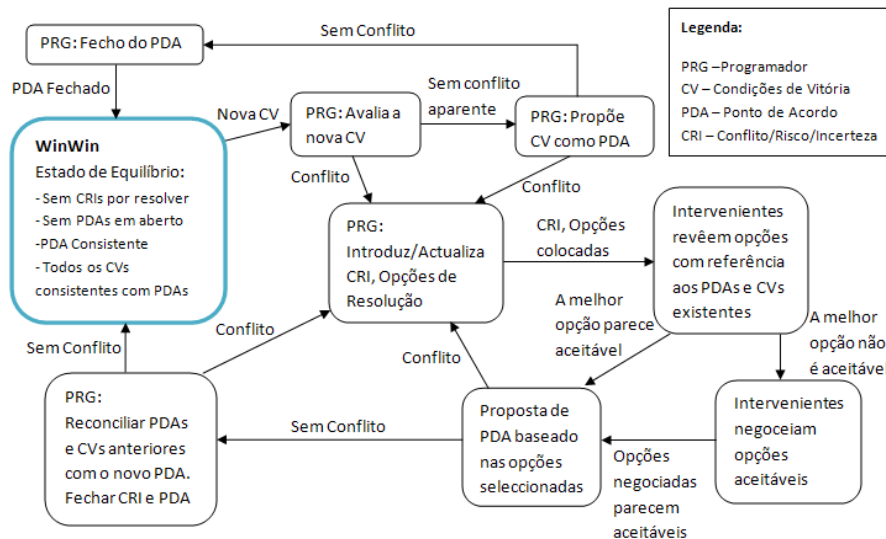 PRG: Fecho do PDA
Sem Conflito
Legenda:
PRG –Programador
CV – Condições de Vitória
PDA – Ponto de Acordo
CRI – Conflito/Risco/Incerteza
PDA Fechado
Nova CV
PRG: Avalia a
nova CV
Sem conflito
aparente
PRG: Propõe
CV como PDA
WinWin
Estado de Equilíbrio:
- Sem CRIs por resolver
- Sem PDAs em aberto
-PDA Consistente
- Todos os CVs
consistentes com PDAs
Conflito
Conflito
PRG:
Introduz/Actualiza
CRI, Opções de
Resolução
CRI, Opções
colocadas
Intervenientes
revêem opções
com referência
aos PDAs e CVs
existentes
A melhor
opção parece
aceitável
A melhor
opção não
é aceitável
Sem Conflito
Conflito
Conflito
PRG:
Reconciliar PDAs
e CVs anteriores
com o novo PDA.
Fechar CRI e PDA
Sem Conflito
Proposta de
PDA baseado
nas opções
seleccionadas
Opções
negociadas
parecem
aceitáveis
Intervenientes
negoceiam
opções
aceitáveis